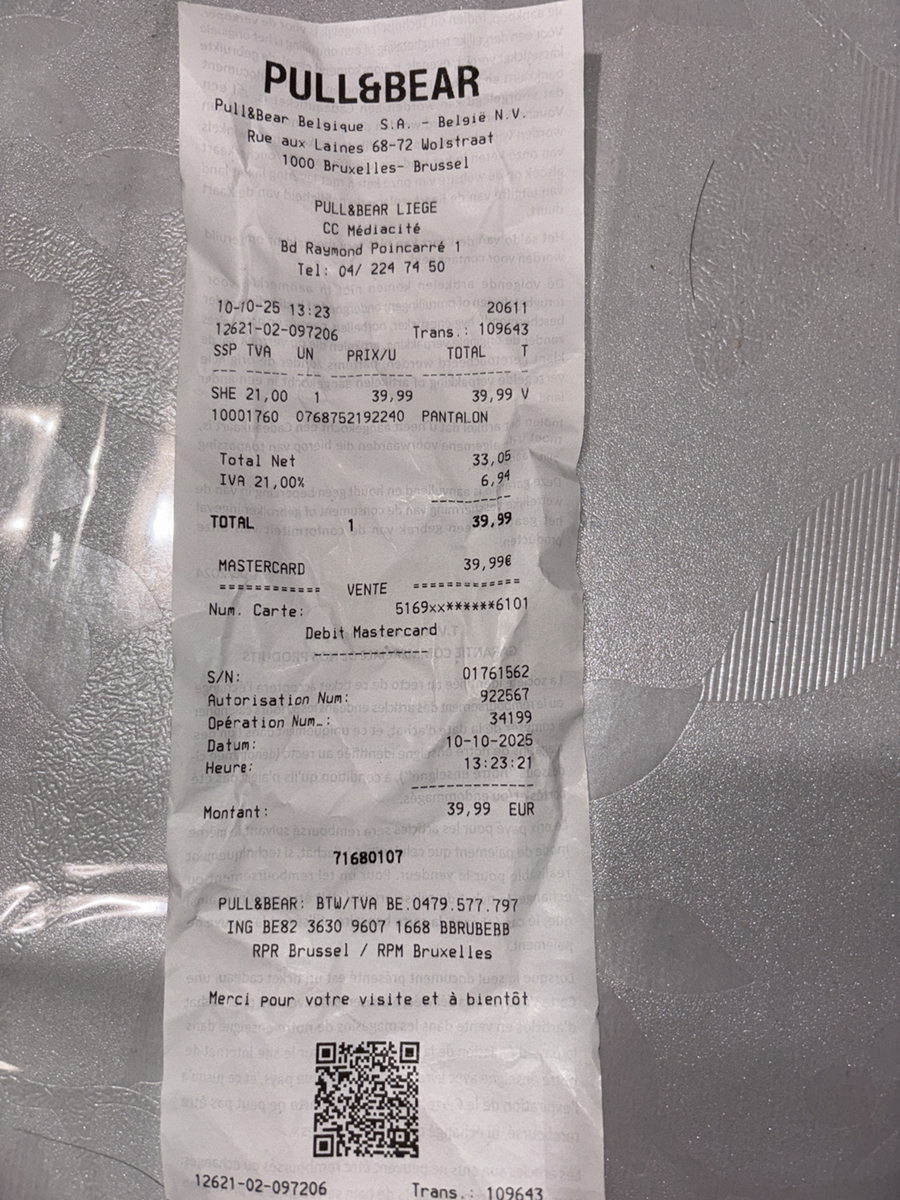 PULL&BEAR
Pull&Bear Belgique S.A. - België N.V.
Rue aux Laines 68-72 Wolstraat
1000 Bruxelles- Brussel
PULL&BEAR LIEGE
CC Médiacité
Bd Raymond Poincarré 1
Tel: 04/ 224 74 50
10-10-25 13:23 20611
12621-02-097206 Trans.: 109643
SSP TVA UN PRIX/U TOTAL T
SHE 21,00 1 39,99 39,99 V
10001760 0768752192240 PANTALON
Total Net 33,05
IVA 21,00% 6,94
TOTAL 1 39,99
MASTERCARD 39,99€
============ VENTE ============
Num. Carte: 5169xx******6101
Debit Mastercard
S/N: 01761562
Autorisation Num: 922567
Opération Num.: 34199
Datum: 10-10-2025
Heure: 13:23:21
Montant: 39,99 EUR
71680107
PULL&BEAR: BTW/TVA BE.0479.577.797
ING BE82 3630 9607 1668 BBRUBEBB
RPR Brussel / RPM Bruxelles
Merci pour votre visite et à bientôt
12621-02-097206 Trans.: 109643